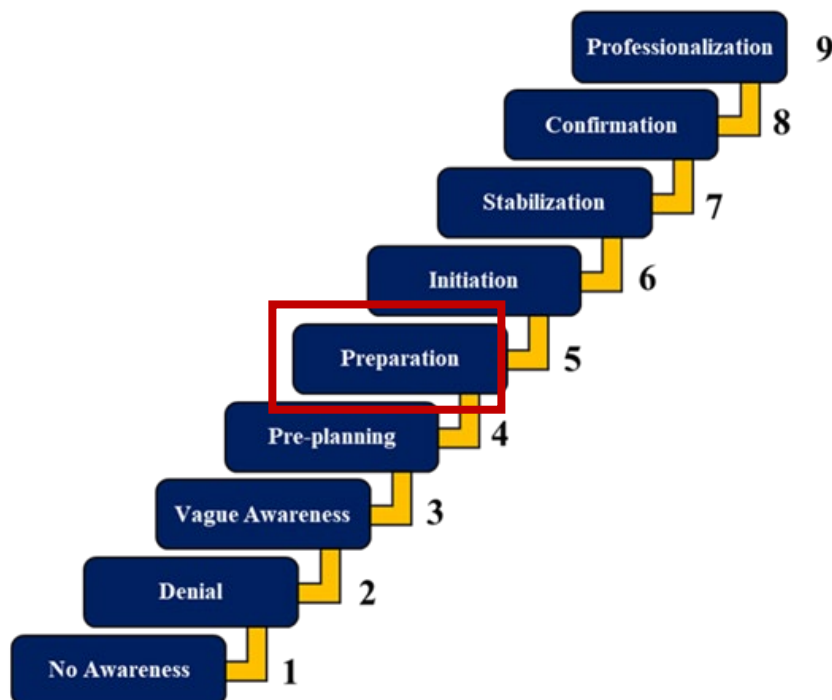 Professionalization 9
Confirmation 8
Stabilization 7
Initiation 6
Preparation 5
Pre-planning 4
Vague Awareness 3
Denial 2
No Awareness 1